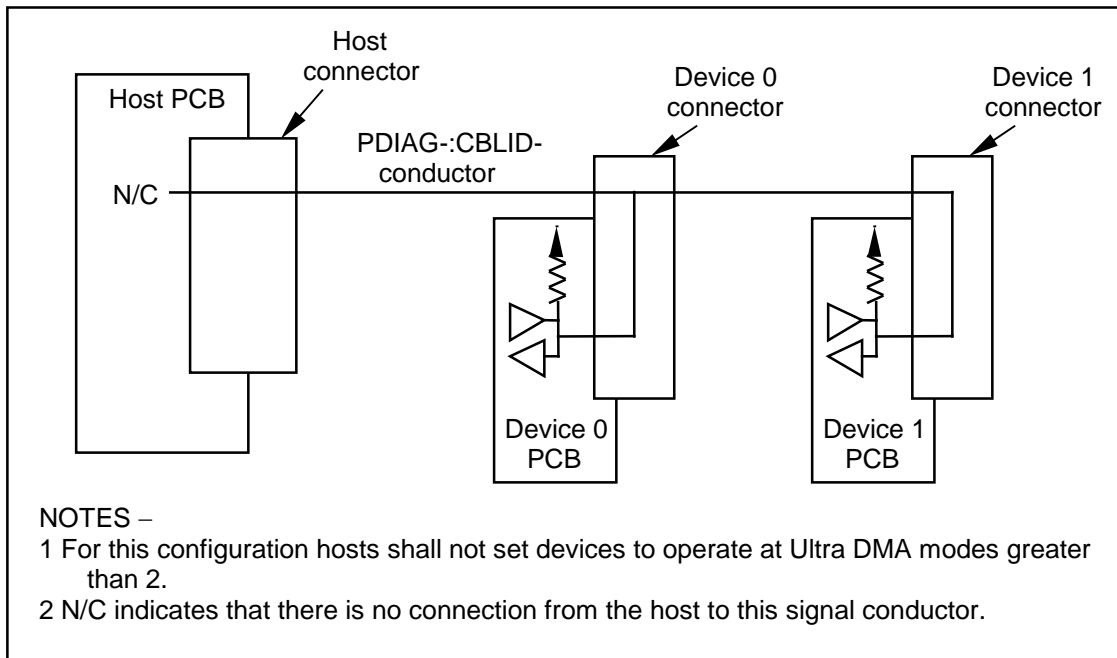 Host
connector
Device 0
connector
Device 1
connector
Host PCB
PDIAG-:CBLID-
conductor
N/C
Device 0
PCB
Device 1
PCB
NOTES –
1 For this configuration hosts shall not set devices to operate at Ultra DMA modes greater
than 2.
2 N/C indicates that there is no connection from the host to this signal conductor.